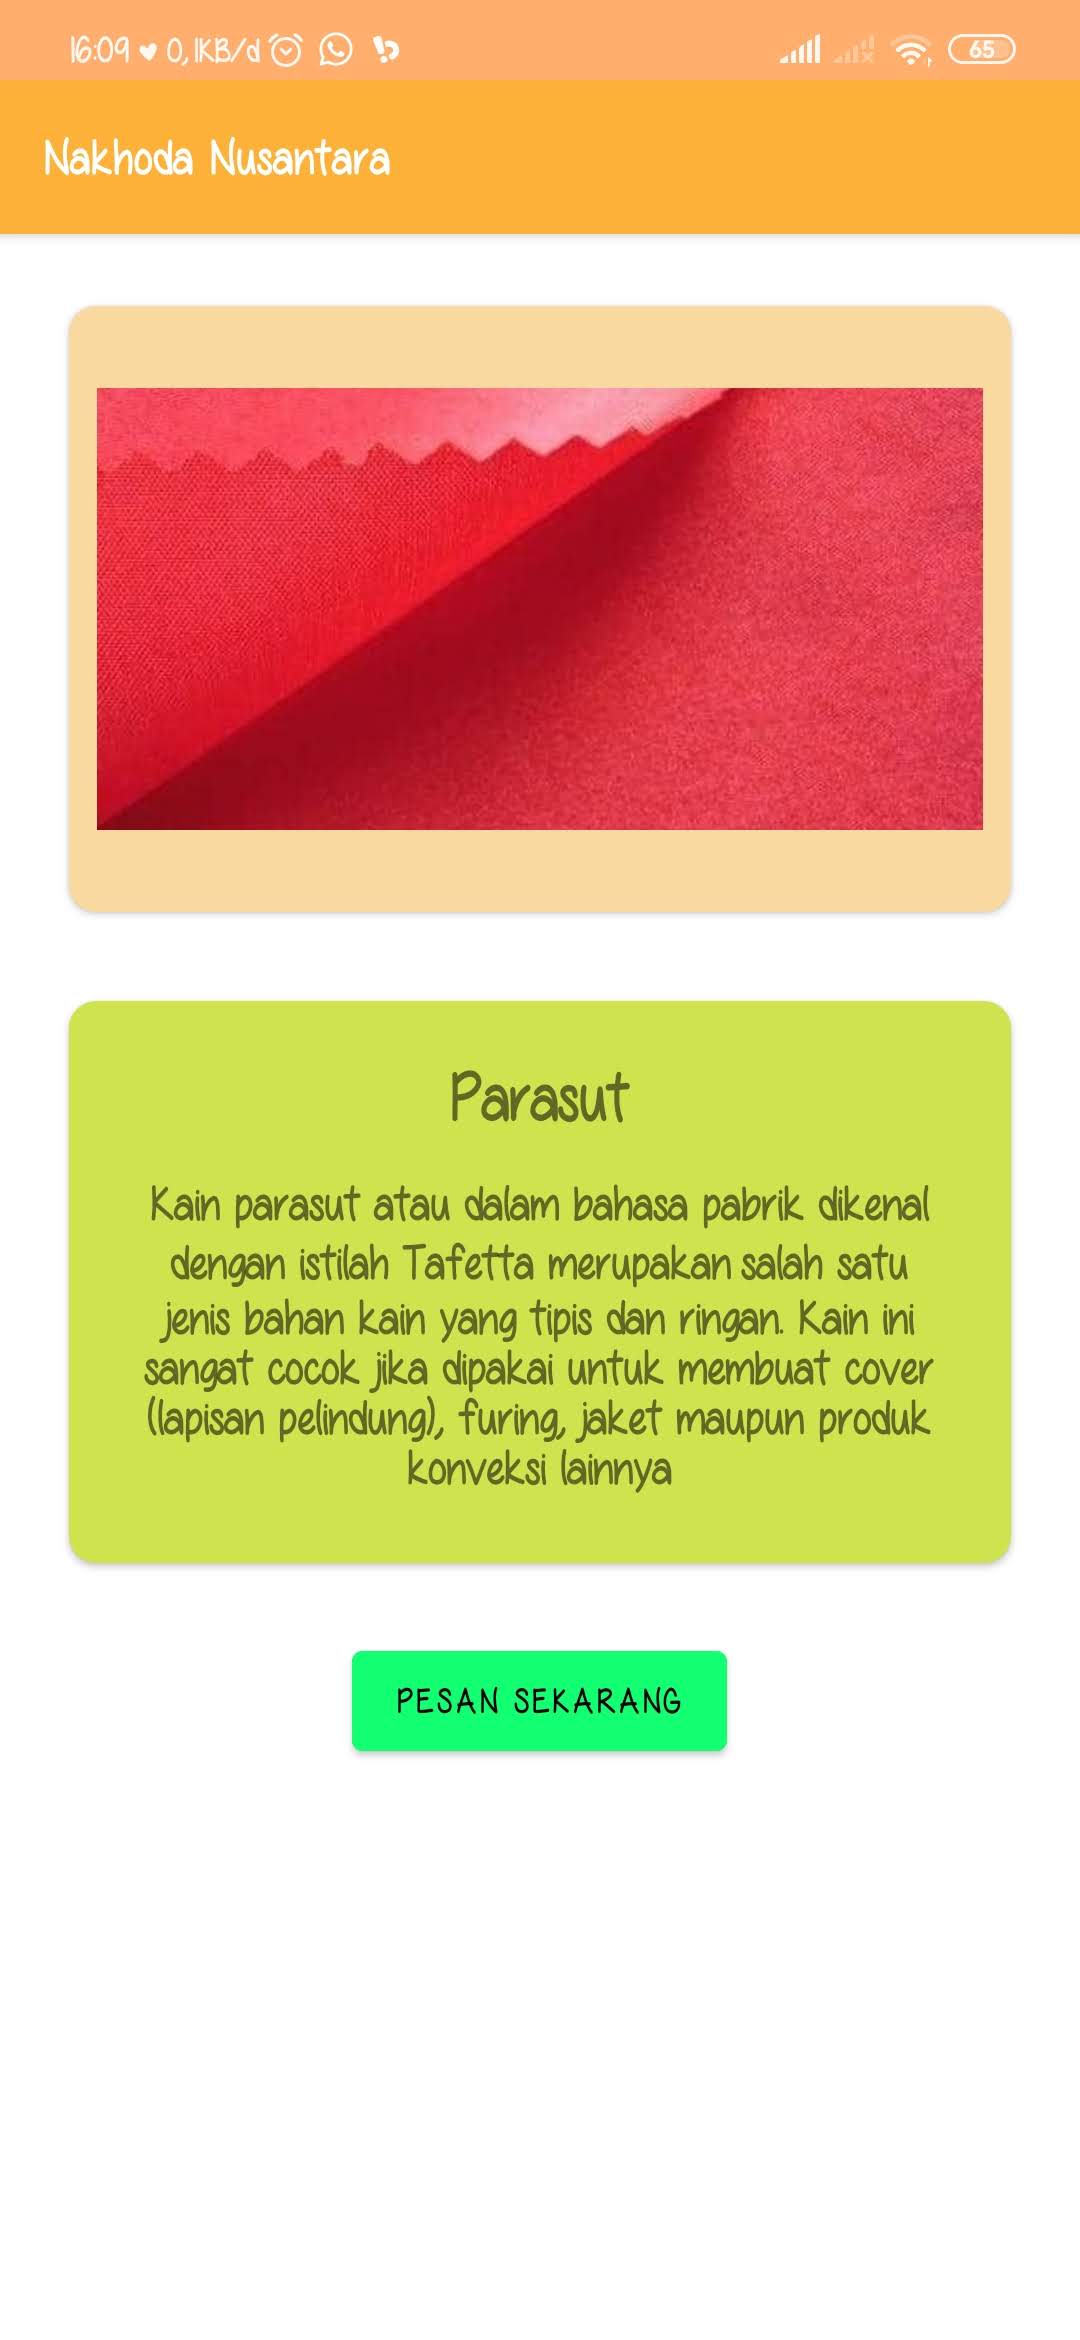 16:09 ♥ 0,1KB/d
65
Nakhoda Nusantara
Parasut
Kain parasut atau dalam bahasa pabrik dikenal
dengan istilah Tafetta merupakan salah satu
jenis bahan kain yang tipis dan ringan. Kain ini
sangat cocok jika dipakai untuk membuat cover
(lapisan pelindung), furing, jaket maupun produk
konveksi lainnya
PESAN SEKARANG